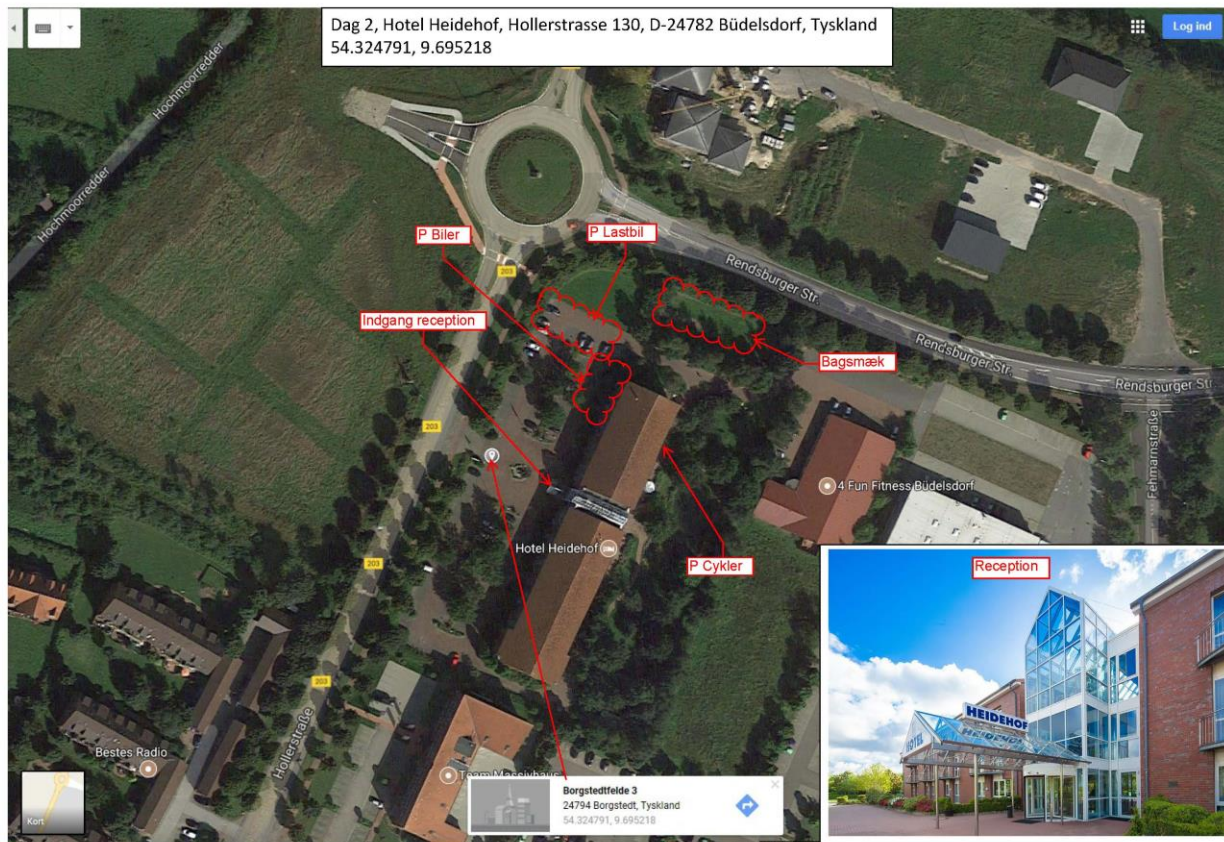 Dag 2, Hotel Heidehof, Hollerstrasse 130, D-24782 Büdelsdorf, Tyskland
54.324791, 9.695218
Log ind
Hochmoorredder
Hochmoorredder
P Biler
P Lastbil
203
Rendsburger Str.
Indgang reception
Bagsmæk
Rendsburger Str.
Rendsburger Str.
203
203
4 Fun Fitness Büdelsdorf
Fehmarnstraße
Hotel Heidehof
P Cykler
Reception
203
Hollerstraße
HEIDEHOF
HOTEL
HEIDEHOF
Bestes Radio
Team Massivhaus
Kort
Borgstedtfelde 3
24794 Borgstedt, Tyskland
54.324791, 9.695218